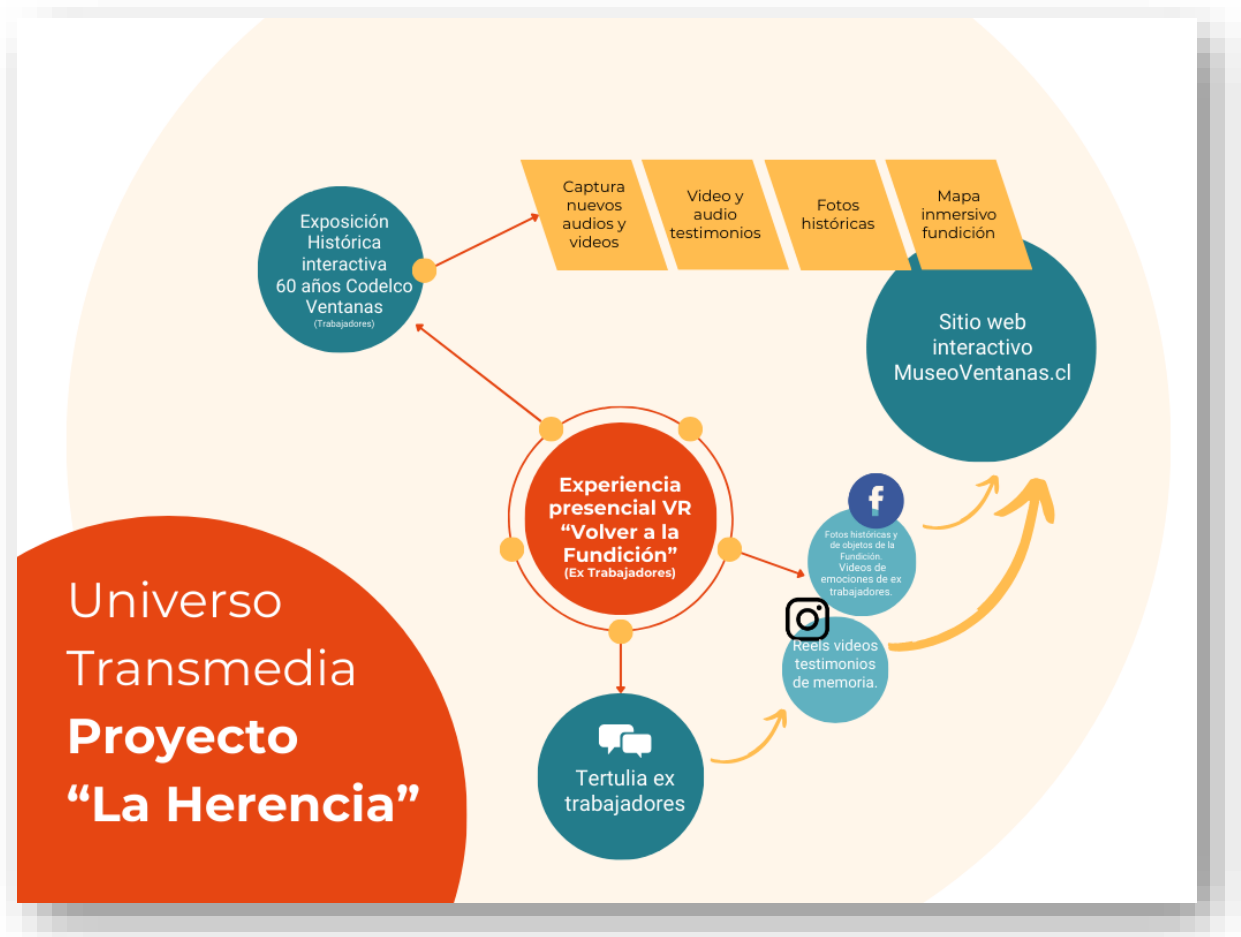 Exposición
Histórica
interactiva
60 años Codelco
Ventanas
(Trabajadores)
Captura
nuevos
audios y
videos
Video y
audio
testimonios
Fotos
históricas
Mapa
inmersivo
fundición
Sitio web
interactivo
MuseoVentanas.cl
Experiencia
presencial VR
“Volver a la
Fundición”
(Ex Trabajadores)
Fotos históricas y
de objetos de la
Fundición.
Videos de
emociones de ex
trabajadores.
Reels videos
testimonios
de memoria.
Tertulia ex
trabajadores
Universo
Transmedia
Proyecto
“La Herencia”